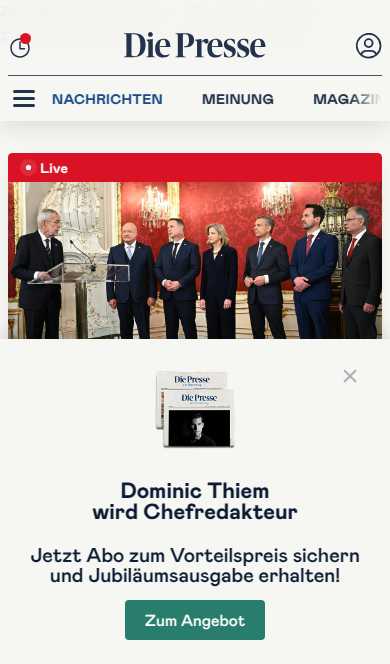 Die Presse
NACHRICHTEN MEINUNG MAGAZIN
Live
Die Presse
Die Presse
Dominic Thiem
wird Chefredakteur
Jetzt Abo zum Vorteilspreis sichern
und Jubiläumsausgabe erhalten!
Zum Angebot